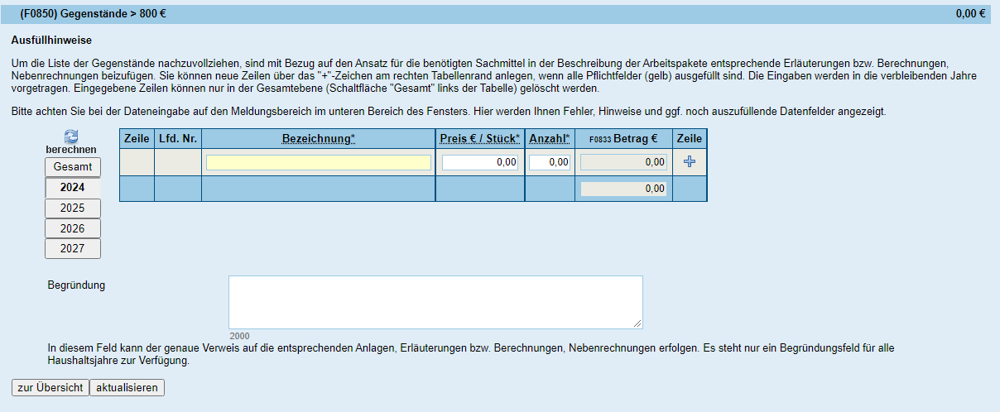 (F0850) Gegenstände > 800 € 0,00 €
Ausfüllhinweise
Um die Liste der Gegenstände nachzuvollziehen, sind mit Bezug auf den Ansatz für die benötigten Sachmittel in der Beschreibung der Arbeitspakete entsprechende Erläuterungen bzw. Berechnungen,
Nebenrechnungen beizufügen. Sie können neue Zeilen über das "+"-Zeichen am rechten Tabellenrand anlegen, wenn alle Pflichtfelder (gelb) ausgefüllt sind. Die Eingaben werden in die verbleibenden Jahre
vorgetragen. Eingegebene Zeilen können nur in der Gesamtebene (Schaltfläche "Gesamt" links der Tabelle) gelöscht werden.
Bitte achten Sie bei der Dateneingabe auf den Meldungsbereich im unteren Bereich des Fensters. Hier werden Ihnen Fehler, Hinweise und ggf. noch auszufüllende Datenfelder angezeigt.
berechnen
Gesamt
2024
2025
2026
2027
Zeile Lfd. Nr. Bezeichnung* Preis € / Stück* Anzahl* F0833 Betrag € Zeile
0,00 0,00 0,00
0,00
Begründung
2000
In diesem Feld kann der genaue Verweis auf die entsprechenden Anlagen, Erläuterungen bzw. Berechnungen, Nebenrechnungen erfolgen. Es steht nur ein Begründungsfeld für alle
Haushaltsjahre zur Verfügung.
zur Übersicht aktualisieren